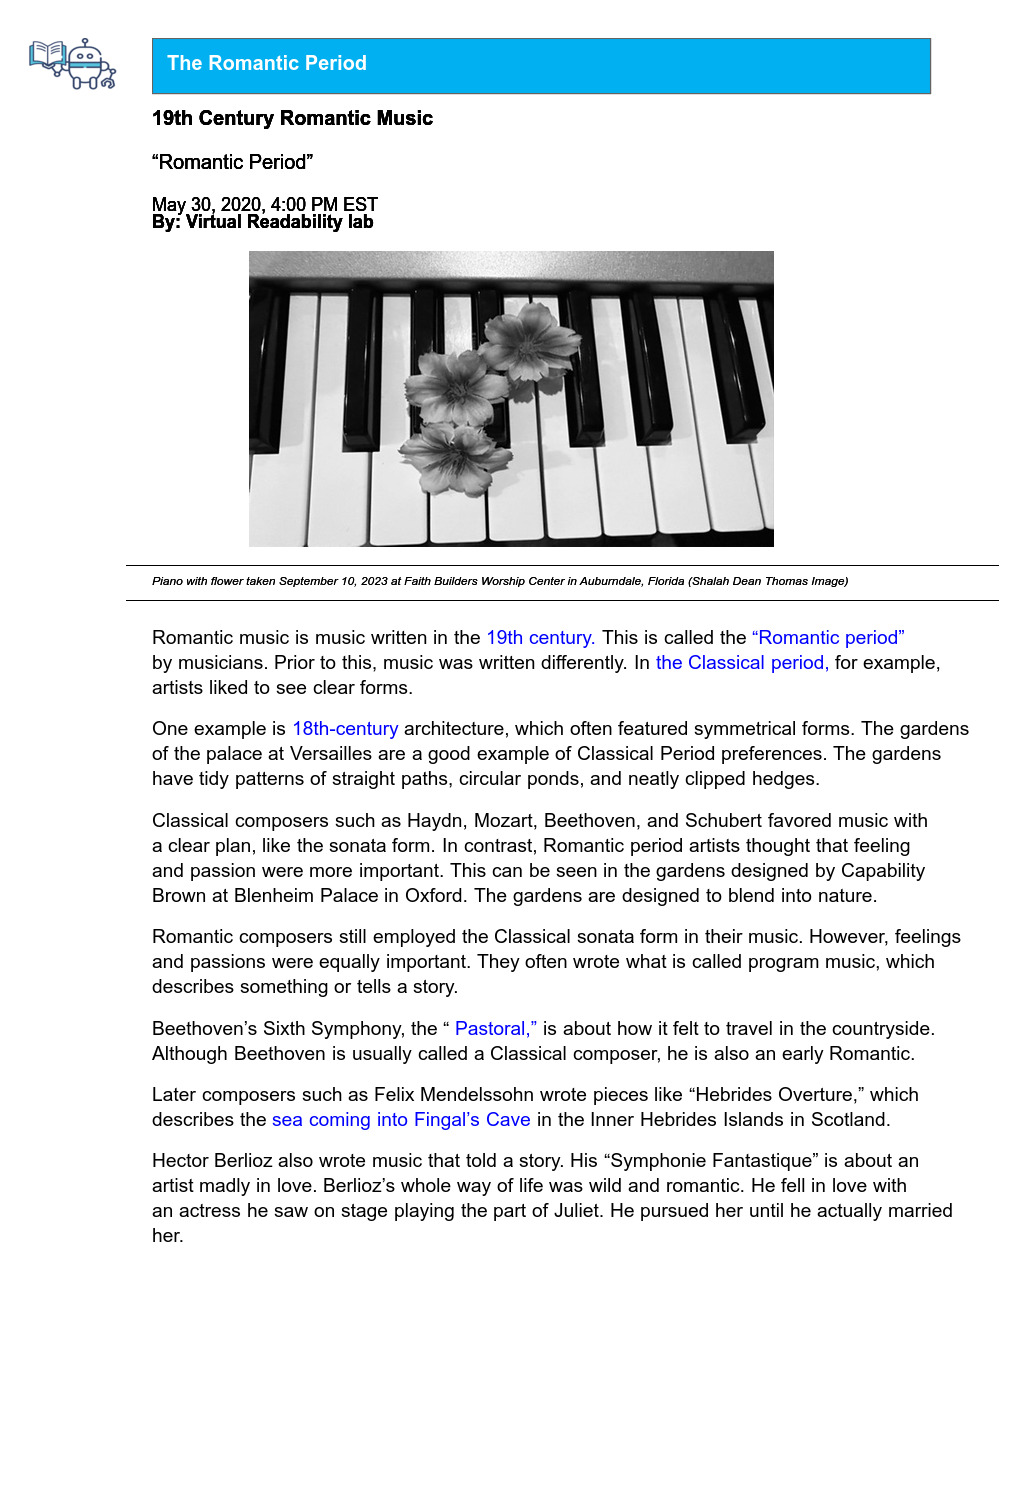 The Romantic Period
19th Century Romantic Music
“Romantic Period”
May 30, 2020, 4:00 PM EST
By: Virtual Readability lab
Piano with flower taken September 10, 2023 at Faith Builders Worship Center in Auburndale, Florida (Shalah Dean Thomas Image)
Romantic music is music written in the 19th century. This is called the “Romantic period”
by musicians. Prior to this, music was written differently. In the Classical period, for example,
artists liked to see clear forms.
One example is 18th-century architecture, which often featured symmetrical forms. The gardens
of the palace at Versailles are a good example of Classical Period preferences. The gardens
have tidy patterns of straight paths, circular ponds, and neatly clipped hedges.
Classical composers such as Haydn, Mozart, Beethoven, and Schubert favored music with
a clear plan, like the sonata form. In contrast, Romantic period artists thought that feeling
and passion were more important. This can be seen in the gardens designed by Capability
Brown at Blenheim Palace in Oxford. The gardens are designed to blend into nature.
Romantic composers still employed the Classical sonata form in their music. However, feelings
and passions were equally important. They often wrote what is called program music, which
describes something or tells a story.
Beethoven’s Sixth Symphony, the “ Pastoral,” is about how it felt to travel in the countryside.
Although Beethoven is usually called a Classical composer, he is also an early Romantic.
Later composers such as Felix Mendelssohn wrote pieces like “Hebrides Overture,” which
describes the sea coming into Fingal’s Cave in the Inner Hebrides Islands in Scotland.
Hector Berlioz also wrote music that told a story. His “Symphonie Fantastique” is about an
artist madly in love. Berlioz’s whole way of life was wild and romantic. He fell in love with
an actress he saw on stage playing the part of Juliet. He pursued her until he actually married
her.